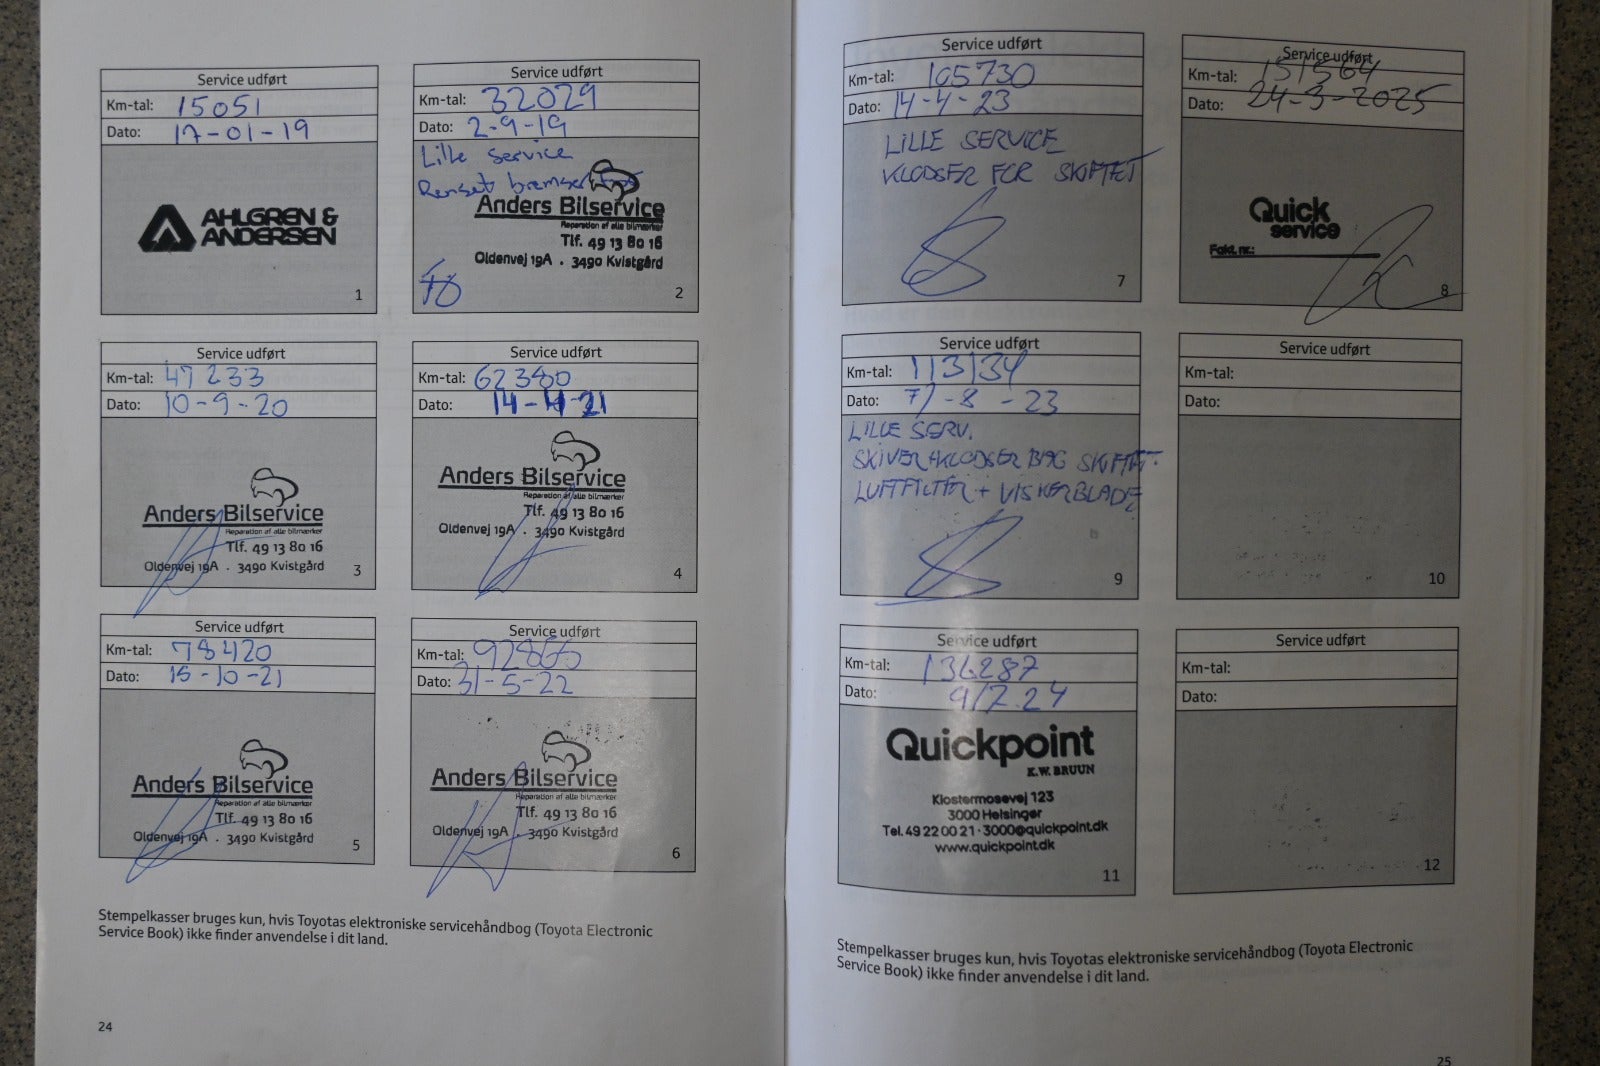 Service udført
Km-tal: 15051
Dato: 17-01-19
AHLGREN &
ANDERSEN
1
Service udført
Km-tal: 32029
Dato: 2-9-19
Lille service
Renset bremser
Anders Bilservice
Reparation af alle bilmærker
Tlf. 49 13 80 16
Oldenvej 19A . 3490 Kvistgård
2
Service udført
Km-tal: 47233
Dato: 10-9-20
Anders Bilservice
Reparation af alle bilmærker
Tlf. 49 13 80 16
Oldenvej 19A . 3490 Kvistgård
3
Service udført
Km-tal: 62380
Dato: 14-4-21
Anders Bilservice
Reparation af alle bilmærker
Tlf. 49 13 80 16
Oldenvej 19A . 3490 Kvistgård
4
Service udført
Km-tal: 78420
Dato: 15-10-21
Anders Bilservice
Reparation af alle bilmærker
Tlf. 49 13 80 16
Oldenvej 19A . 3490 Kvistgård
5
Service udført
Km-tal: 92866
Dato: 31-5-22
Anders Bilservice
Reparation af alle bilmærker
Tlf. 49 13 80 16
Oldenvej 19A . 3490 Kvistgård
6
Stempelkasser bruges kun, hvis Toyotas elektroniske servicehåndbog (Toyota Electronic
Service Book) ikke finder anvendelse i dit land.
24
Service udført
Km-tal: 105730
Dato: 14-4-23
LILLE SERVICE
KLODSER FOR SKIFTET
7
Service udført
Km-tal: 151564
Dato: 24-3-2025
Quick
service
Fakt. nr.:
8
Service udført
Km-tal: 113134
Dato: 7/-8-23
LILLE SERV.
SKIVER+KLODSER BAG SKIFTET
LUFTFILTER + VISKERBLADE
9
Service udført
Km-tal:
Dato:
10
Service udført
Km-tal: 136287
Dato: 9/7.24
Quickpoint
K.W. BRUUN
Klostermosevej 123
3000 Helsingør
Tel. 49 22 00 21 · 3000@quickpoint.dk
www.quickpoint.dk
11
Service udført
Km-tal:
Dato:
12
Stempelkasser bruges kun, hvis Toyotas elektroniske servicehåndbog (Toyota Electronic
Service Book) ikke finder anvendelse i dit land.
25